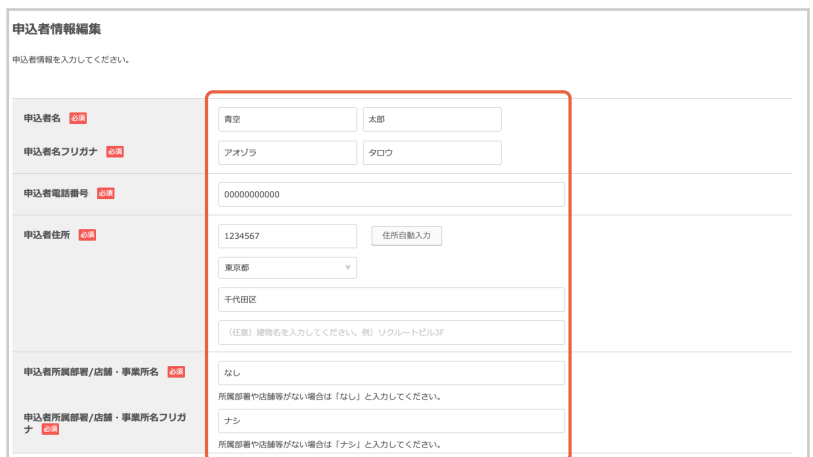 申込者情報編集
申込者情報を入力してください。
申込者名 必須 青空 太郎
申込者名フリガナ 必須 アオゾラ タロウ
申込者電話番号 必須 00000000000
申込者住所 必須 1234567 住所自動入力
東京都
千代田区
（任意）建物名を入力してください。例）リクルートビル3F
申込者所属部署/店舗・事業所名 必須 なし
所属部署や店舗等がない場合は「なし」と入力してください。
申込者所属部署/店舗・事業所名フリガ
ナ 必須 ナシ
所属部署や店舗等がない場合は「ナシ」と入力してください。